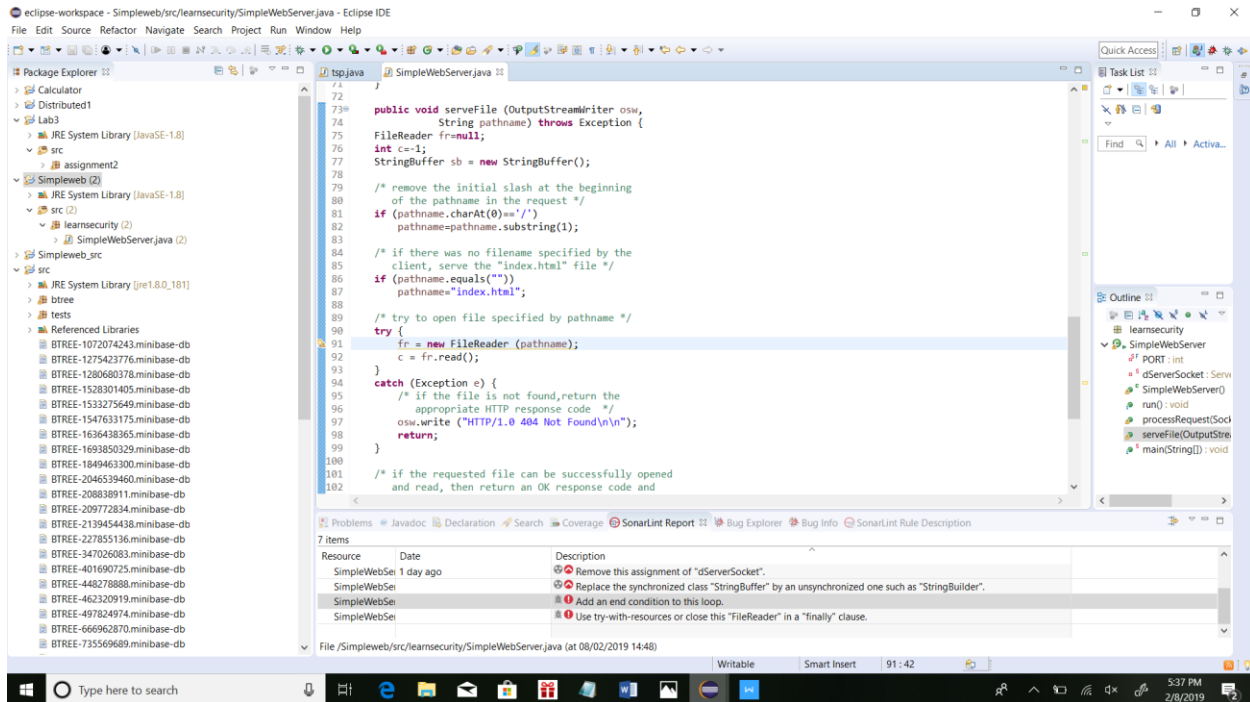 eclipse-workspace - Simpleweb/src/learnsecurity/SimpleWebServer.java - Eclipse IDE
File Edit Source Refactor Navigate Search Project Run Window Help
Quick Access
Package Explorer
Calculator
Distributed1
Lab3
JRE System Library [JavaSE-1.8]
src
assignment2
Simpleweb (2)
JRE System Library [JavaSE-1.8]
src (2)
learnsecurity (2)
SimpleWebServer.java (2)
Simpleweb_src
src
JRE System Library [jre1.8.0_181]
btree
tests
Referenced Libraries
BTREE-1072074243.minibase-db
BTREE-1275423776.minibase-db
BTREE-1280680378.minibase-db
BTREE-1528301405.minibase-db
BTREE-1533275649.minibase-db
BTREE-1547633175.minibase-db
BTREE-1636438365.minibase-db
BTREE-1693850329.minibase-db
BTREE-1849463300.minibase-db
BTREE-2046539460.minibase-db
BTREE-208838911.minibase-db
BTREE-209772834.minibase-db
BTREE-2139454438.minibase-db
BTREE-227855136.minibase-db
BTREE-347026083.minibase-db
BTREE-401690725.minibase-db
BTREE-448278888.minibase-db
BTREE-462320919.minibase-db
BTREE-497824974.minibase-db
BTREE-666962870.minibase-db
BTREE-735569689.minibase-db
tsp.java SimpleWebServer.java
71 }
72
73 public void serveFile (OutputStreamWriter osw,
74 String pathname) throws Exception {
75 FileReader fr=null;
76 int c=-1;
77 StringBuffer sb = new StringBuffer();
78
79 /* remove the initial slash at the beginning
80 of the pathname in the request */
81 if (pathname.charAt(0)=='/')
82 pathname=pathname.substring(1);
83
84 /* if there was no filename specified by the
85 client, serve the "index.html" file */
86 if (pathname.equals(""))
87 pathname="index.html";
88
89 /* try to open file specified by pathname */
90 try {
91 fr = new FileReader (pathname);
92 c = fr.read();
93 }
94 catch (Exception e) {
95 /* if the file is not found,return the
96 appropriate HTTP response code */
97 osw.write ("HTTP/1.0 404 Not Found\n\n");
98 return;
99 }
100
101 /* if the requested file can be successfully opened
102 and read, then return an OK response code and
Task List
Find All Activa...
Outline
learnsecurity
SimpleWebServer
PORT : int
dServerSocket : Serve
SimpleWebServer()
run() : void
processRequest(Sock
serveFile(OutputStrea
main(String[]) : void
Problems Javadoc Declaration Search Coverage SonarLint Report Bug Explorer Bug Info SonarLint Rule Description
7 items
Resource Date Description
SimpleWebSer 1 day ago Remove this assignment of "dServerSocket".
SimpleWebSer Replace the synchronized class "StringBuffer" by an unsynchronized one such as "StringBuilder".
SimpleWebSer Add an end condition to this loop.
SimpleWebSer Use try-with-resources or close this "FileReader" in a "finally" clause.
File /Simpleweb/src/learnsecurity/SimpleWebServer.java (at 08/02/2019 14:48)
Writable Smart Insert 91 : 42
Type here to search
5:37 PM
2/8/2019
2